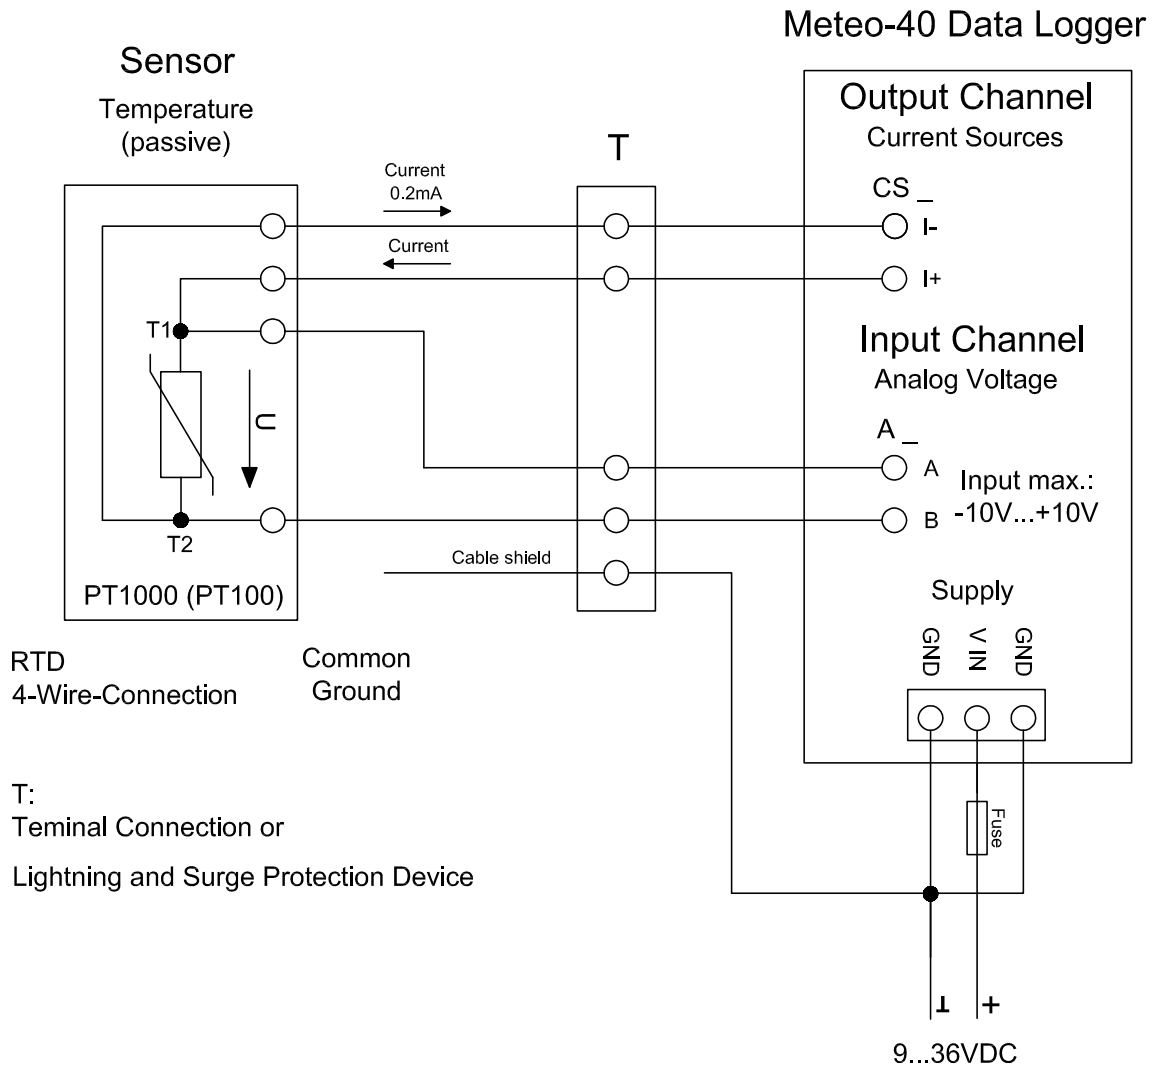 Meteo-40 Data Logger
Sensor
Temperature
(passive)
T
Output Channel
Current Sources
Current
0.2mA
CS _
I-
Current
I+
T1
U
Input Channel
Analog Voltage
A _
A
Input max.:
-10V...+10V
B
T2
Cable shield
PT1000 (PT100)
Supply
GND
V IN
GND
RTD
4-Wire-Connection
Common
Ground
T:
Teminal Connection or
Lightning and Surge Protection Device
Fuse
+
9...36VDC